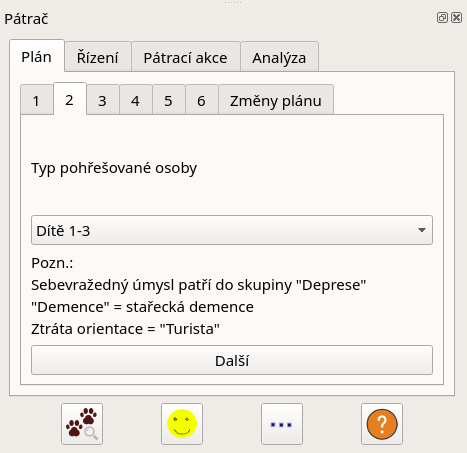 Pátrač
Plán Řízení Pátrací akce Analýza
1 2 3 4 5 6 Změny plánu
Typ pohřešované osoby
Dítě 1-3
Pozn.:
Sebevražedný úmysl patří do skupiny "Deprese"
"Demence" = stařecká demence
Ztráta orientace = "Turista"
Další
?